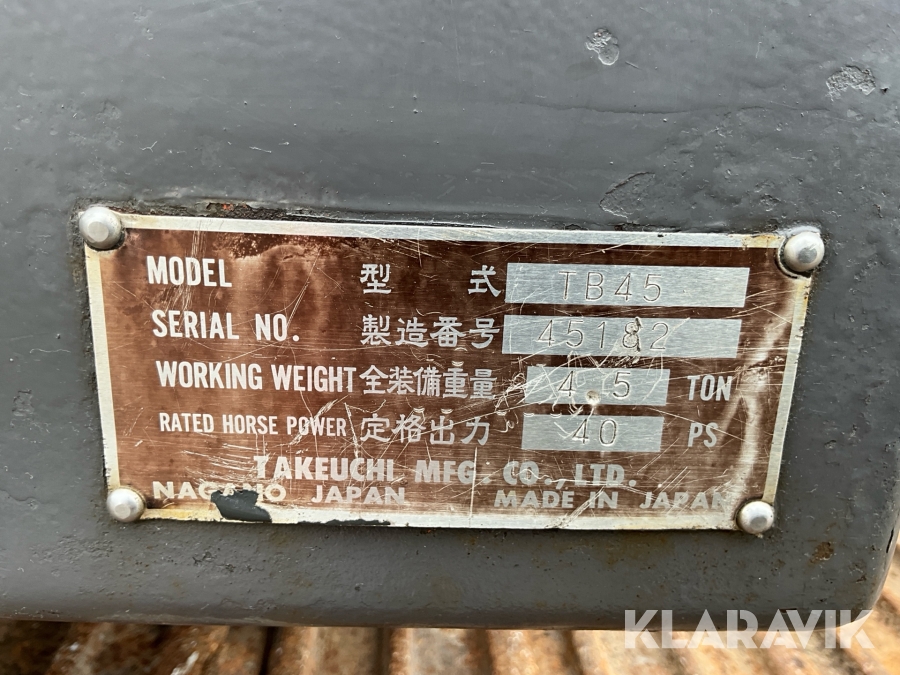 MODEL 型 式 TB45
SERIAL NO. 製造番号 45182
WORKING WEIGHT 全装備重量 4.5 TON
RATED HORSE POWER 定格出力 40 PS
TAKEUCHI MFG. CO., LTD.
NAGANO JAPAN MADE IN JAPAN
KLARAVIK